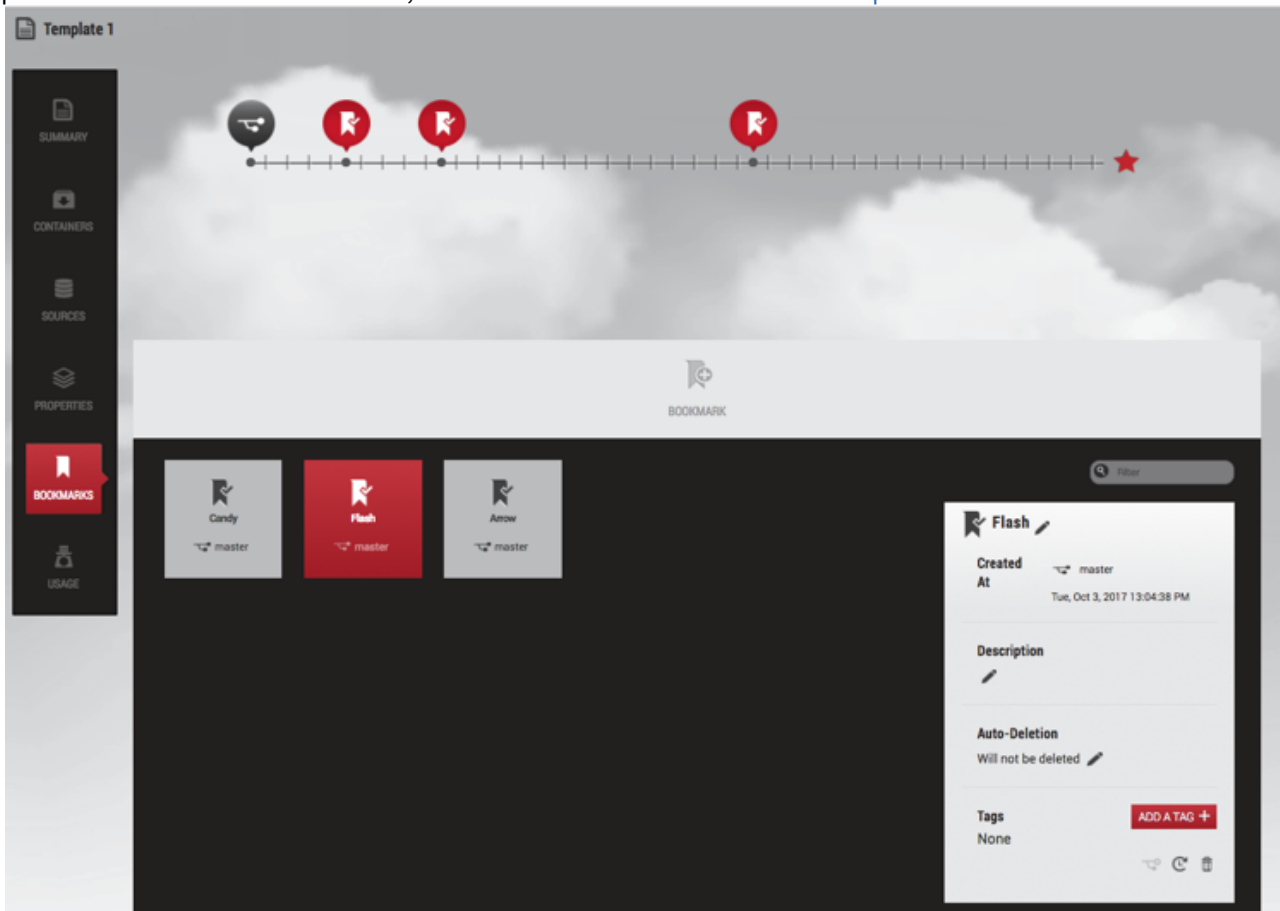 Template 1
SUMMARY
CONTAINERS
SOURCES
PROPERTIES
BOOKMARKS
USAGE
BOOKMARK
Candy
master
Flash
master
Arrow
master
Filter
Flash
Created At
master
Tue, Oct 3, 2017 13:04:38 PM
Description
Auto-Deletion
Will not be deleted
Tags
ADD A TAG +
None